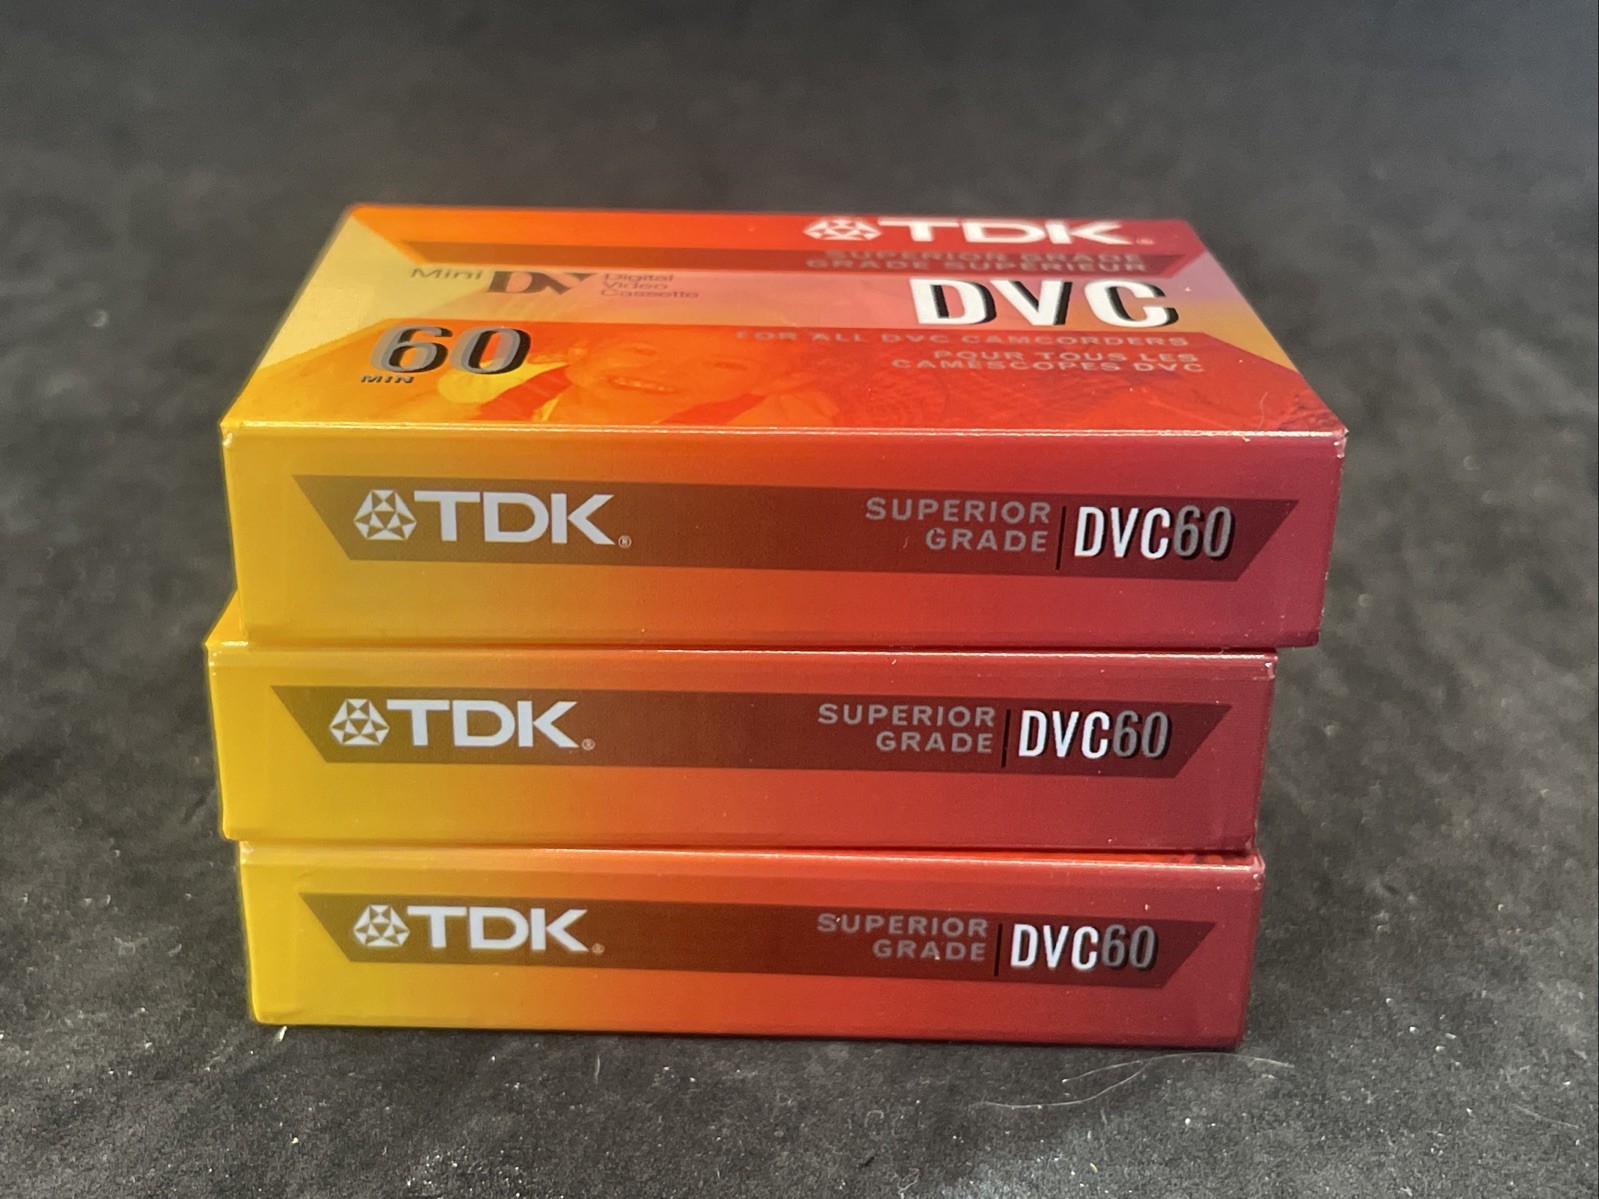 TDK®
SUPERIOR GRADE
GRADE SUPÉRIEUR
Mini DV Digital
Video
Cassette
DVC
60
MIN
FOR ALL DVC CAMCORDERS
POUR TOUS LES
CAMÉSCOPES DVC
TDK®
SUPERIOR
GRADE
DVC60
TDK®
SUPERIOR
GRADE
DVC60
TDK®
SUPERIOR
GRADE
DVC60